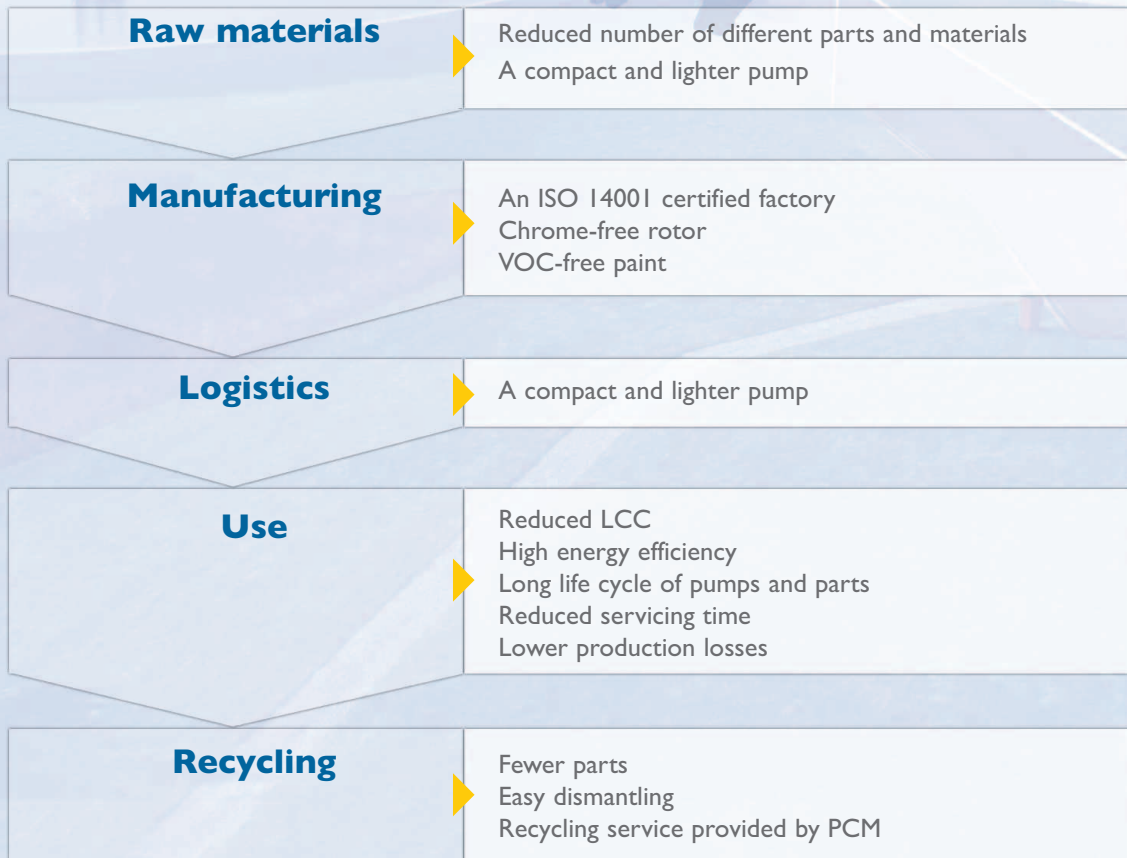 Raw materials
Reduced number of different parts and materials
A compact and lighter pump
Manufacturing
An ISO 14001 certified factory
Chrome-free rotor
VOC-free paint
Logistics
A compact and lighter pump
Use
Reduced LCC
High energy efficiency
Long life cycle of pumps and parts
Reduced servicing time
Lower production losses
Recycling
Fewer parts
Easy dismantling
Recycling service provided by PCM